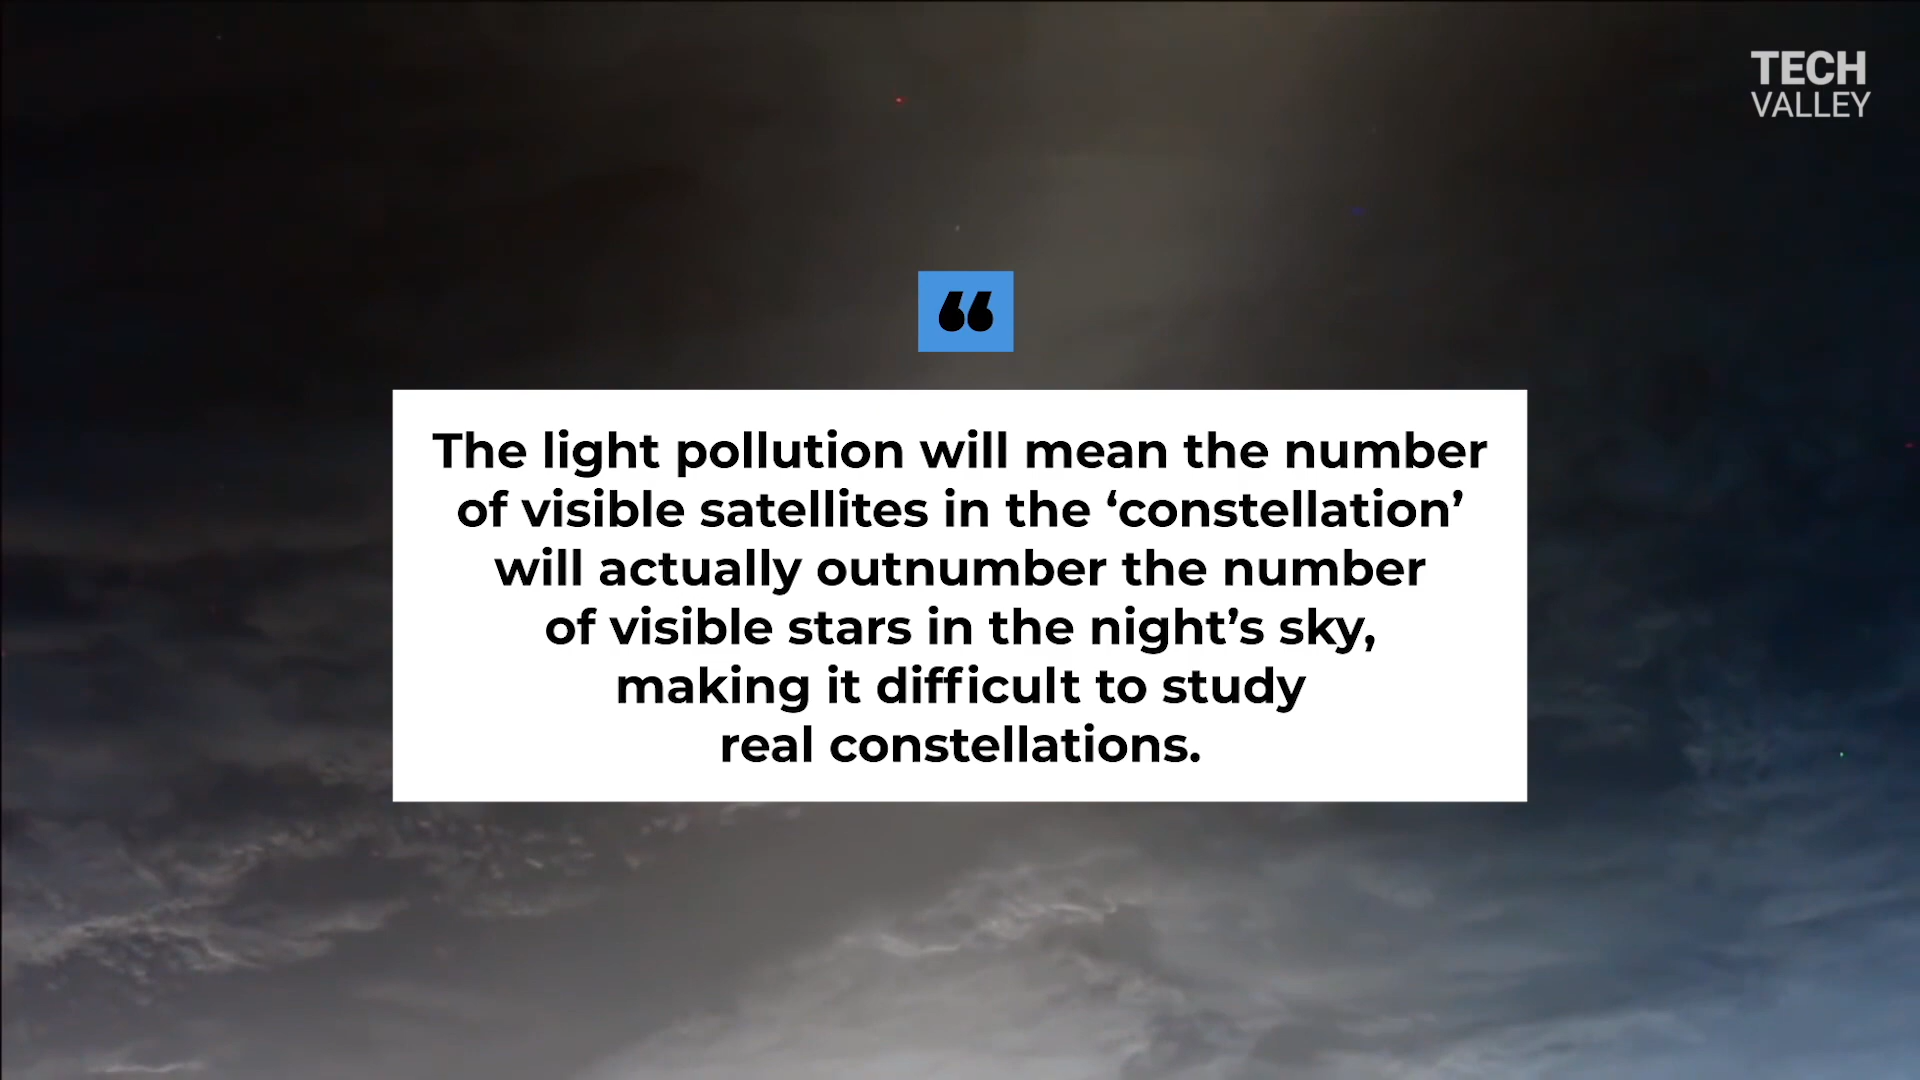 TECH
VALLEY
“
The light pollution will mean the number
of visible satellites in the ‘constellation’
will actually outnumber the number
of visible stars in the night’s sky,
making it difficult to study
real constellations.